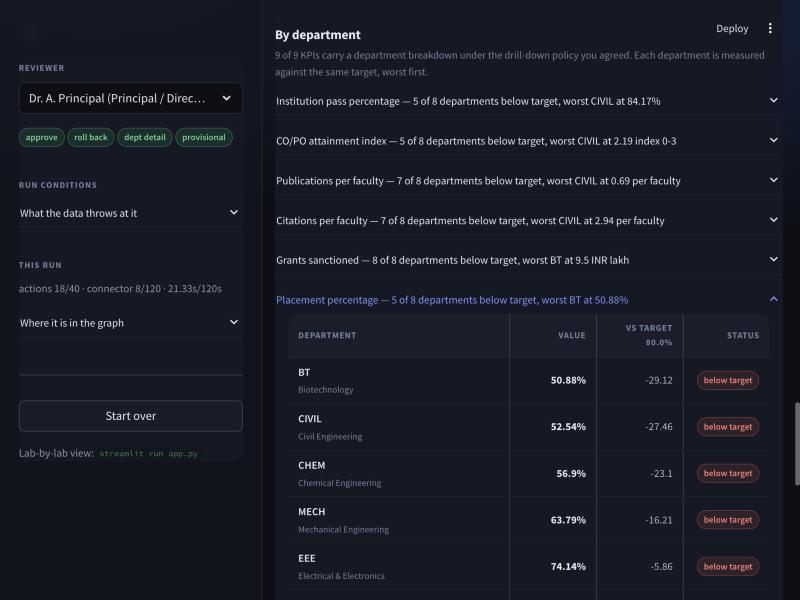 REVIEWER
Dr. A. Principal (Principal / Direc...
approve
roll back
dept detail
provisional
RUN CONDITIONS
What the data throws at it
THIS RUN
actions 18/40 · connector 8/120 · 21.33s/120s
Where it is in the graph
Start over
Lab-by-lab view: streamlit run app.py
Deploy
By department
9 of 9 KPIs carry a department breakdown under the drill-down policy you agreed. Each department is measured
against the same target, worst first.
Institution pass percentage — 5 of 8 departments below target, worst CIVIL at 84.17%
CO/PO attainment index — 5 of 8 departments below target, worst CIVIL at 2.19 index 0-3
Publications per faculty — 7 of 8 departments below target, worst CIVIL at 0.69 per faculty
Citations per faculty — 7 of 8 departments below target, worst CIVIL at 2.94 per faculty
Grants sanctioned — 8 of 8 departments below target, worst BT at 9.5 INR lakh
Placement percentage — 5 of 8 departments below target, worst BT at 50.88%
DEPARTMENT VALUE VS TARGET 80.0% STATUS
BT 50.88% -29.12 below target
Biotechnology
CIVIL 52.54% -27.46 below target
Civil Engineering
CHEM 56.9% -23.1 below target
Chemical Engineering
MECH 63.79% -16.21 below target
Mechanical Engineering
EEE 74.14% -5.86 below target
Electrical & Electronics